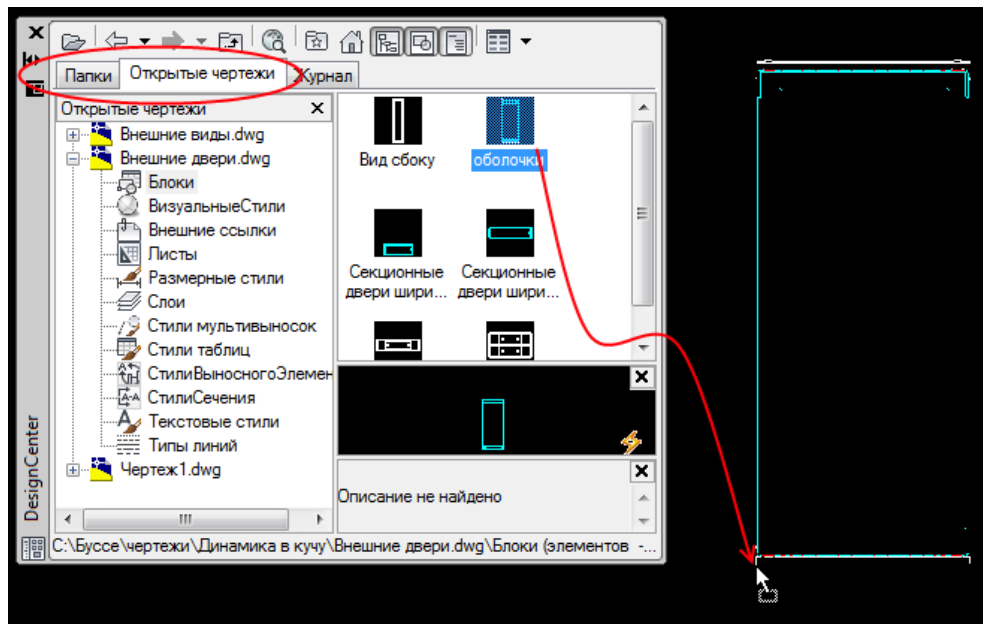 Папки Открытые чертежи Журнал
Открытые чертежи
Внешние виды.dwg
Внешние двери.dwg
Блоки
ВизуальныеСтили
Внешние ссылки
Листы
Размерные стили
Слои
Стили мультивыносок
Стили таблиц
СтилиВыносногоЭлемен
СтилиСечения
Текстовые стили
Типы линий
Чертеж1.dwg
Вид сбоку оболочки
Секционные Секционные
двери шири... двери шири...
Описание не найдено
DesignCenter
C:\Буссе\чертежи\Динамика в кучу\Внешние двери.dwg\Блоки (элементов -...